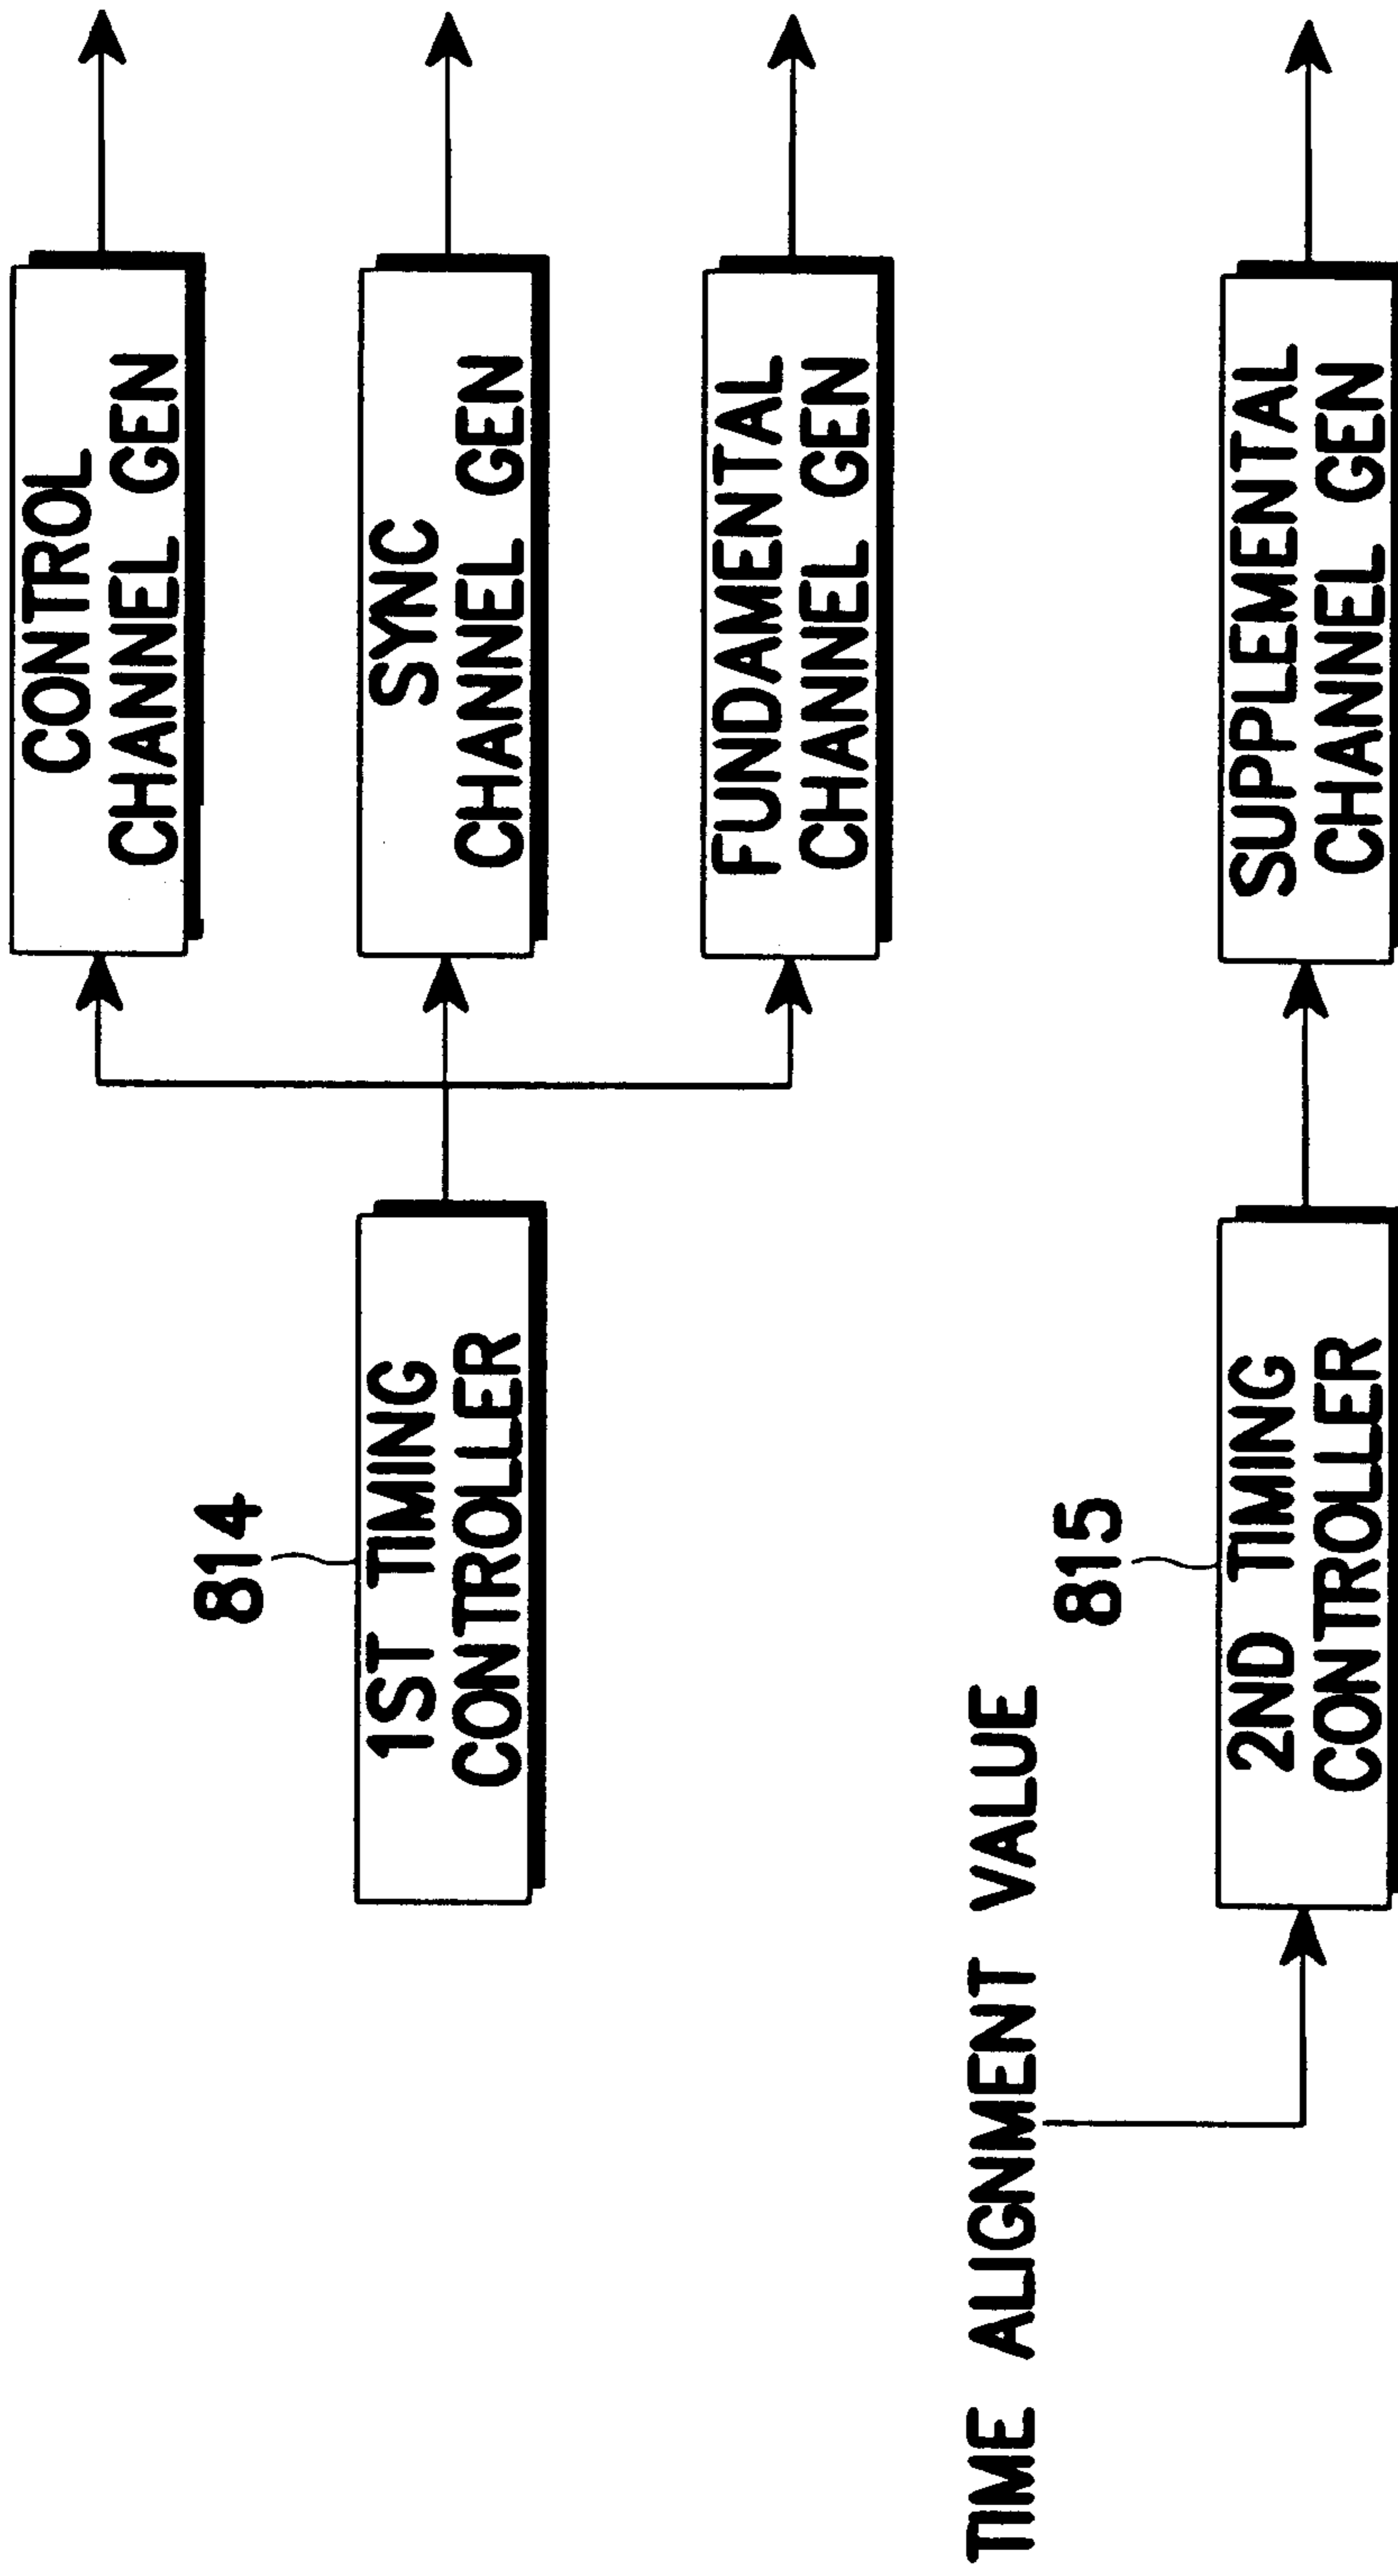 CONTROL
CHANNEL GEN
814
1ST TIMING
CONTROLLER
SYNC
CHANNEL GEN
FUNDAMENTAL
CHANNEL GEN
TIME ALIGNMENT VALUE
815
2ND TIMING
CONTROLLER
SUPPLEMENTAL
CHANNEL GEN